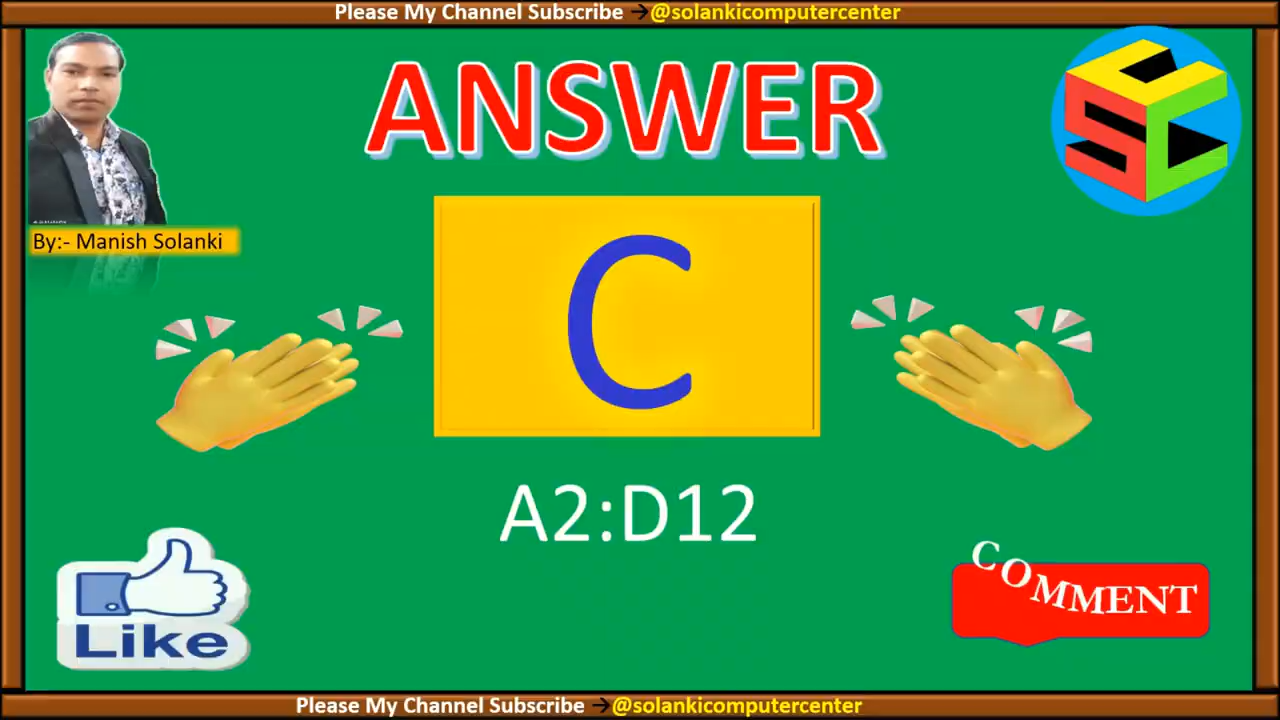 Please My Channel Subscribe →@solankicomputercenter
ANSWER
By:- Manish Solanki
C
A2:D12
Like
COMMENT
Please My Channel Subscribe →@solankicomputercenter